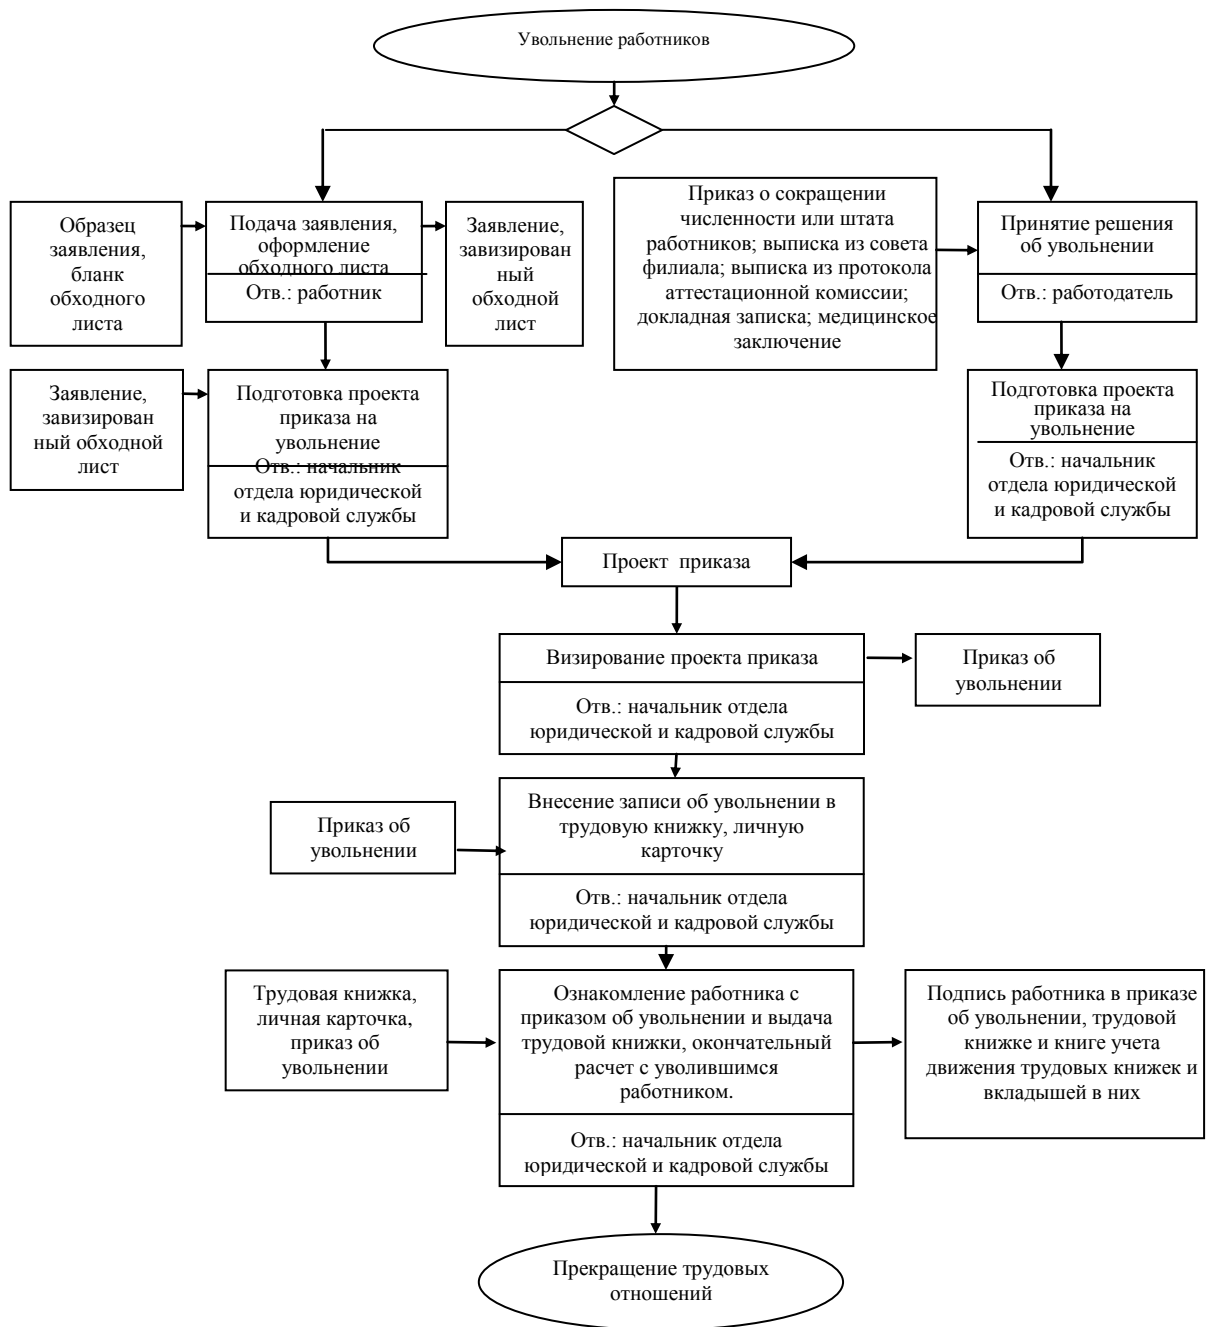 Увольнение работников
Образец
заявления,
бланк
обходного
листа
Подача заявления,
оформление
обходного листа
Отв.: работник
Заявление,
завизирован
ный
обходной
лист
Приказ о сокращении
численности или штата
работников; выписка из совета
филиала; выписка из протокола
аттестационной комиссии;
докладная записка; медицинское
заключение
Принятие решения
об увольнении
Отв.: работодатель
Заявление,
завизирован
ный обходной
лист
Подготовка проекта
приказа на
увольнение
Отв.: начальник
отдела юридической
и кадровой службы
Подготовка проекта
приказа на
увольнение
Отв.: начальник
отдела юридической
и кадровой службы
Проект приказа
Визирование проекта приказа
Отв.: начальник отдела
юридической и кадровой службы
Приказ об
увольнении
Приказ об
увольнении
Внесение записи об увольнении в
трудовую книжку, личную
карточку
Отв.: начальник отдела
юридической и кадровой службы
Трудовая книжка,
личная карточка,
приказ об
увольнении
Ознакомление работника с
приказом об увольнении и выдача
трудовой книжки, окончательный
расчет с уволившимся
работником.
Отв.: начальник отдела
юридической и кадровой службы
Подпись работника в приказе
об увольнении, трудовой
книжке и книге учета
движения трудовых книжек и
вкладышей в них
Прекращение трудовых
отношений